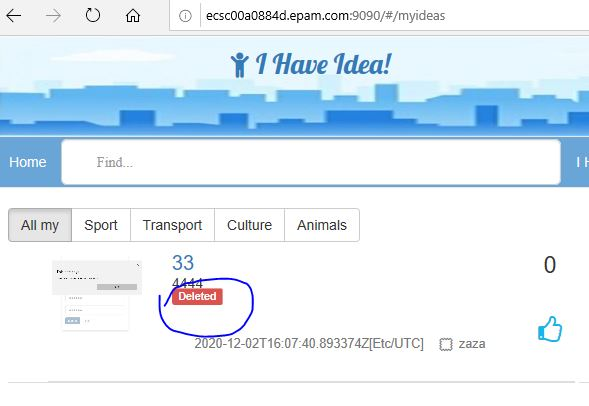 ecsc00a0884d.epam.com:9090/#/myideas
I Have Idea!
Home Find... I H
All my Sport Transport Culture Animals
33 0
4444
Deleted
2020-12-02T16:07:40.893374Z[Etc/UTC] zaza